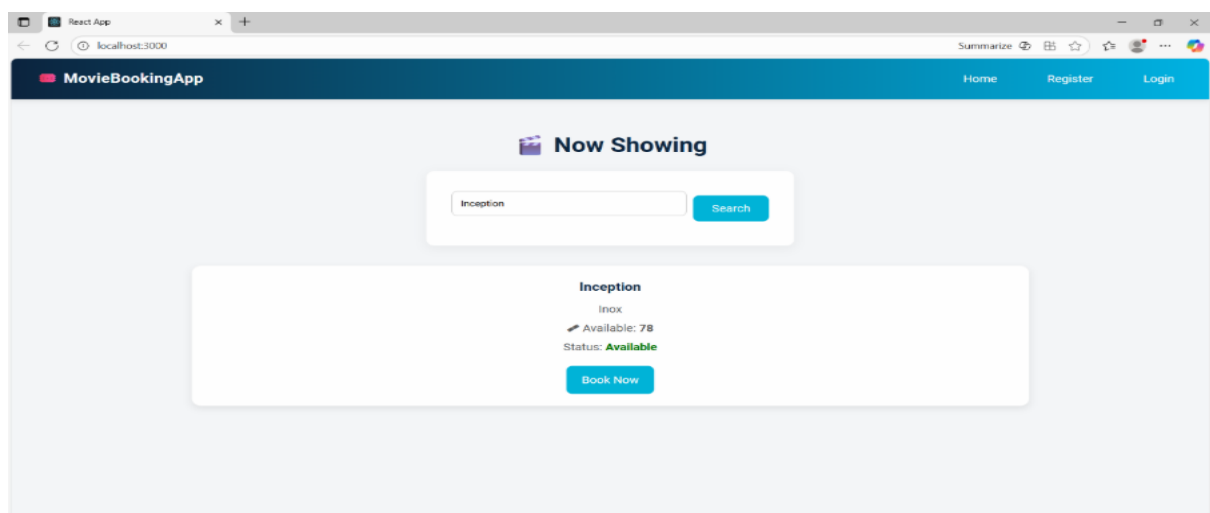 React App
localhost:3000
Summarize
MovieBookingApp
Home Register Login
Now Showing
Inception
Search
Inception
Inox
Available: 78
Status: Available
Book Now